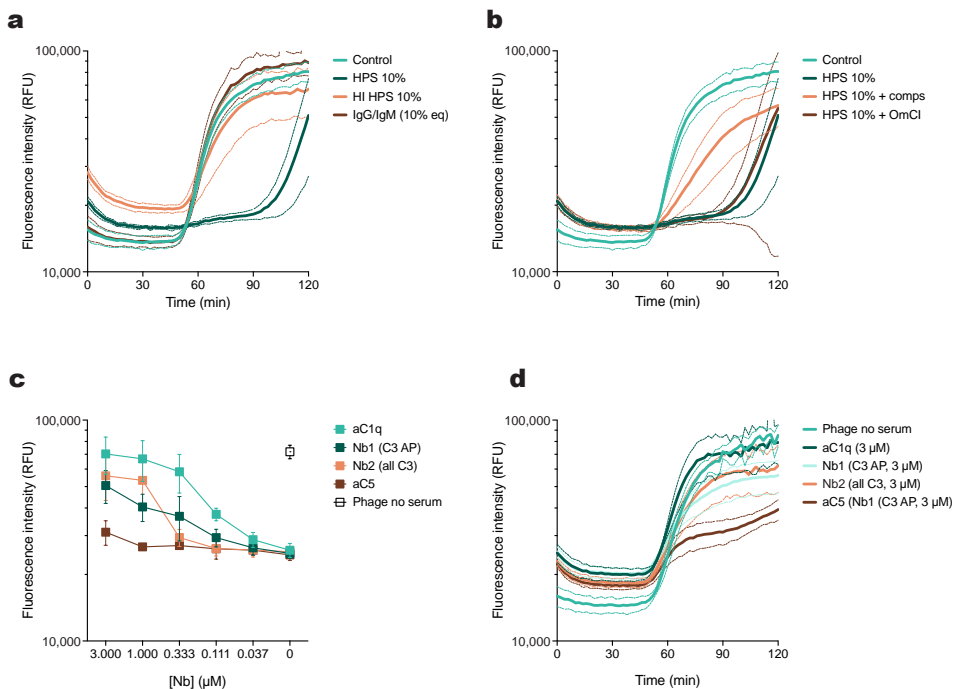 a
100,000
10,000
Fluorescence intensity (RFU)
0
30
60
90
120
Time (min)
Control
HPS 10%
HI HPS 10%
IgG/IgM (10% eq)
b
100,000
10,000
Fluorescence intensity (RFU)
0
30
60
90
120
Time (min)
Control
HPS 10%
HPS 10% + comps
HPS 10% + OmCI
c
100,000
10,000
Fluorescence intensity (RFU)
3.000
1.000
0.333
0.111
0.037
0
[Nb] (µM)
aC1q
Nb1 (C3 AP)
Nb2 (all C3)
aC5
Phage no serum
d
100,000
10,000
Fluorescence intensity (RFU)
0
30
60
90
120
Time (min)
Phage no serum
aC1q (3 µM)
Nb1 (C3 AP, 3 µM)
Nb2 (all C3, 3 µM)
aC5 (Nb1 (C3 AP, 3 µM)